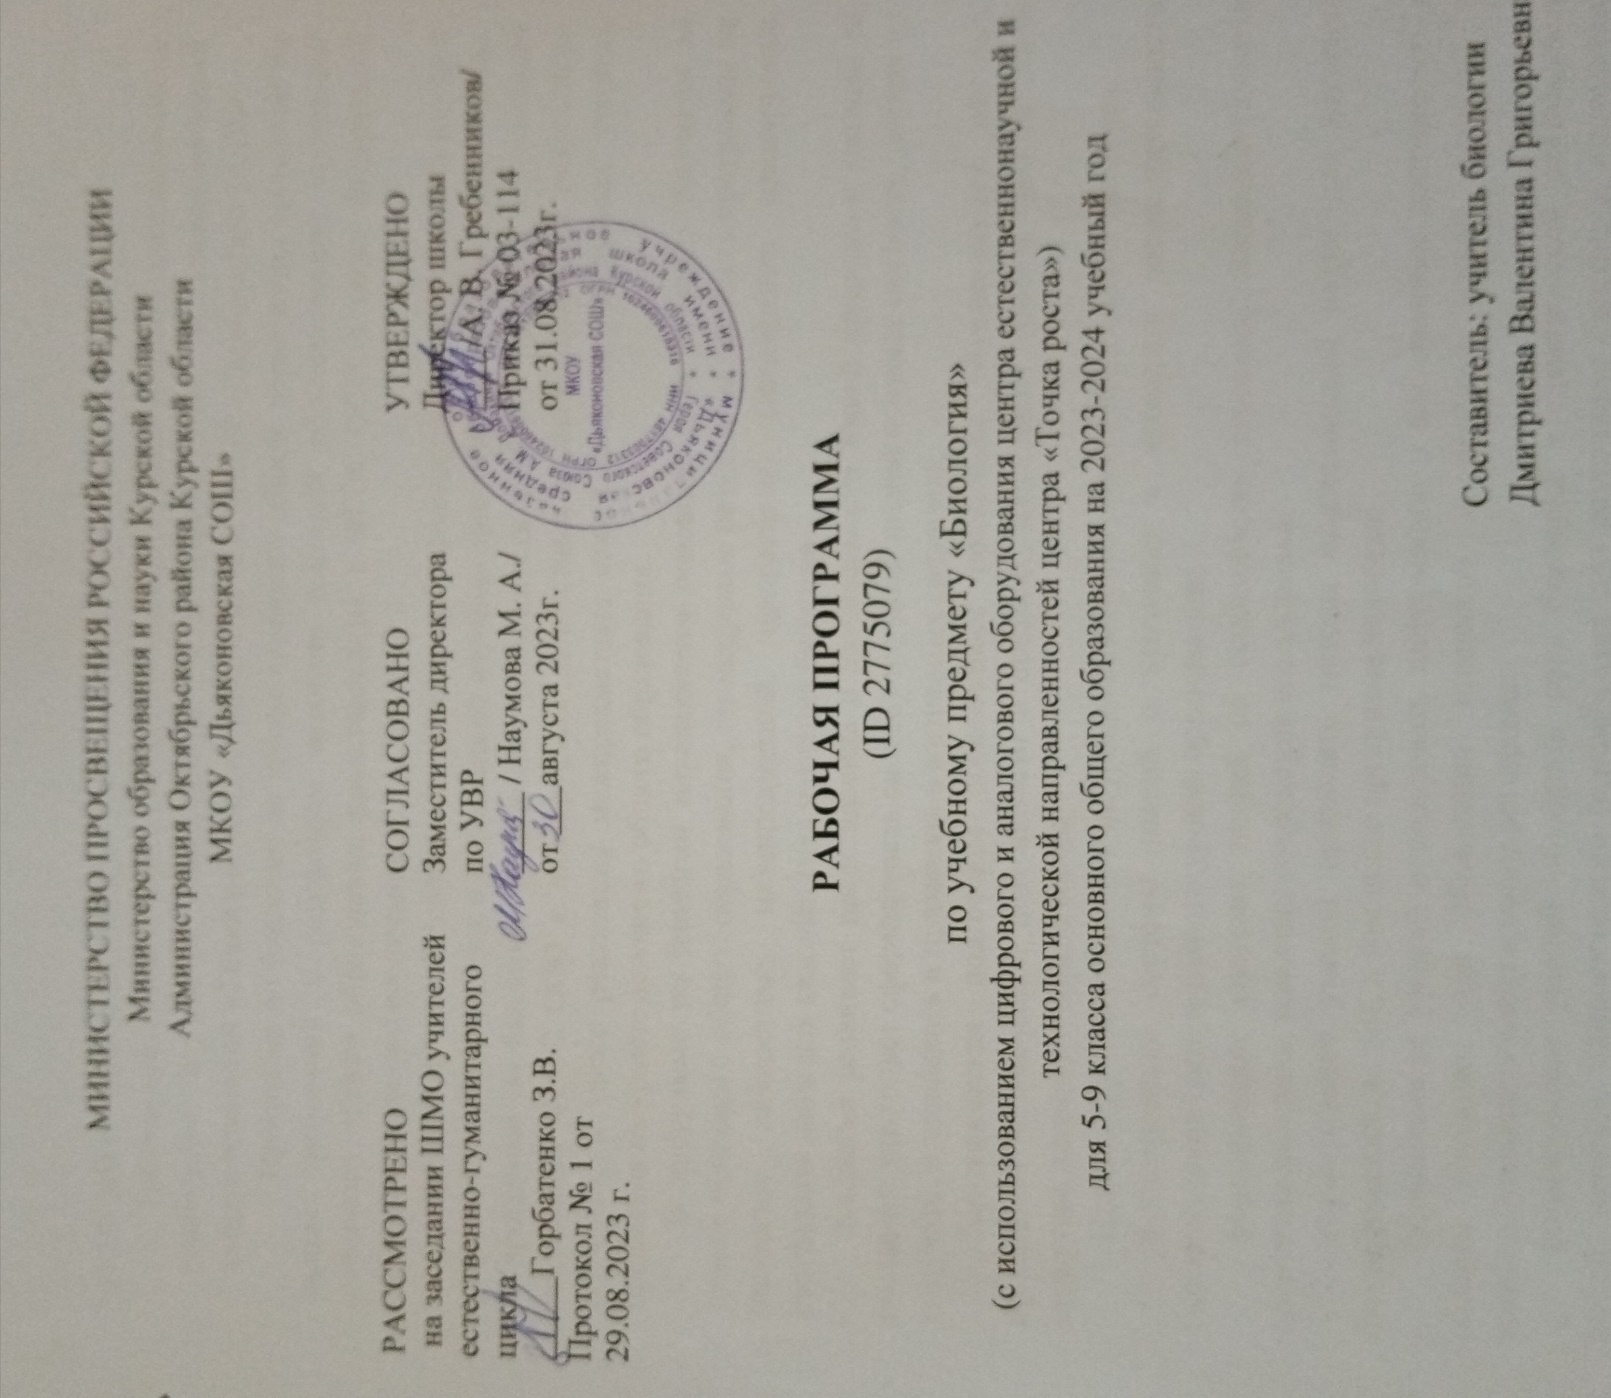 МИНИСТЕРСТВО ПРОСВЕЩЕНИЯ РОССИЙСКОЙ ФЕДЕРАЦИИ
Министерство образования и науки Курской области
Администрация Октябрьского района Курской области
МКОУ «Дьяконовская СОШ»
РАССМОТРЕНО
на заседании ШМО учителей
естественно-гуманитарного
цикла
Горбатенко З.В.
Протокол № 1 от
29.08.2023 г.
СОГЛАСОВАНО
Заместитель директора
по УВР
/ Наумова М. А./
от 30 августа 2023г.
УТВЕРЖДЕНО
Директор школы
/А. В. Гребенников/
Приказ № 03-114
от 31.08.2023г.
МКОУ
«Дьяконовская СОШ»
РАБОЧАЯ ПРОГРАММА
(ID 2775079)
по учебному предмету «Биология»
(с использованием цифрового и аналогового оборудования центра естественнонаучной и
технологической направленностей центра «Точка роста»)
для 5-9 класса основного общего образования на 2023-2024 учебный год
Составитель: учитель биологии
Дмитриева Валентина Григорьевн